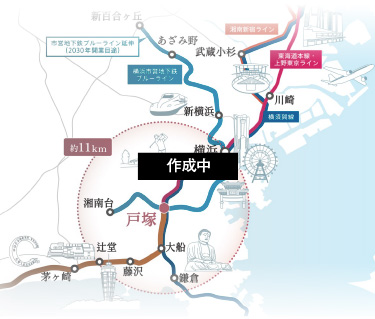 新百合ヶ丘
湘南新宿ライン
市営地下鉄ブルーライン延伸
(2030年開業目途)
あざみ野
武蔵小杉
東海道本線・
上野東京ライン
横浜市営地下鉄
ブルーライン
川崎
新横浜
横須賀線
約11km
横浜
作成中
湘南台
戸塚
辻堂
大船
藤沢
茅ヶ崎
鎌倉